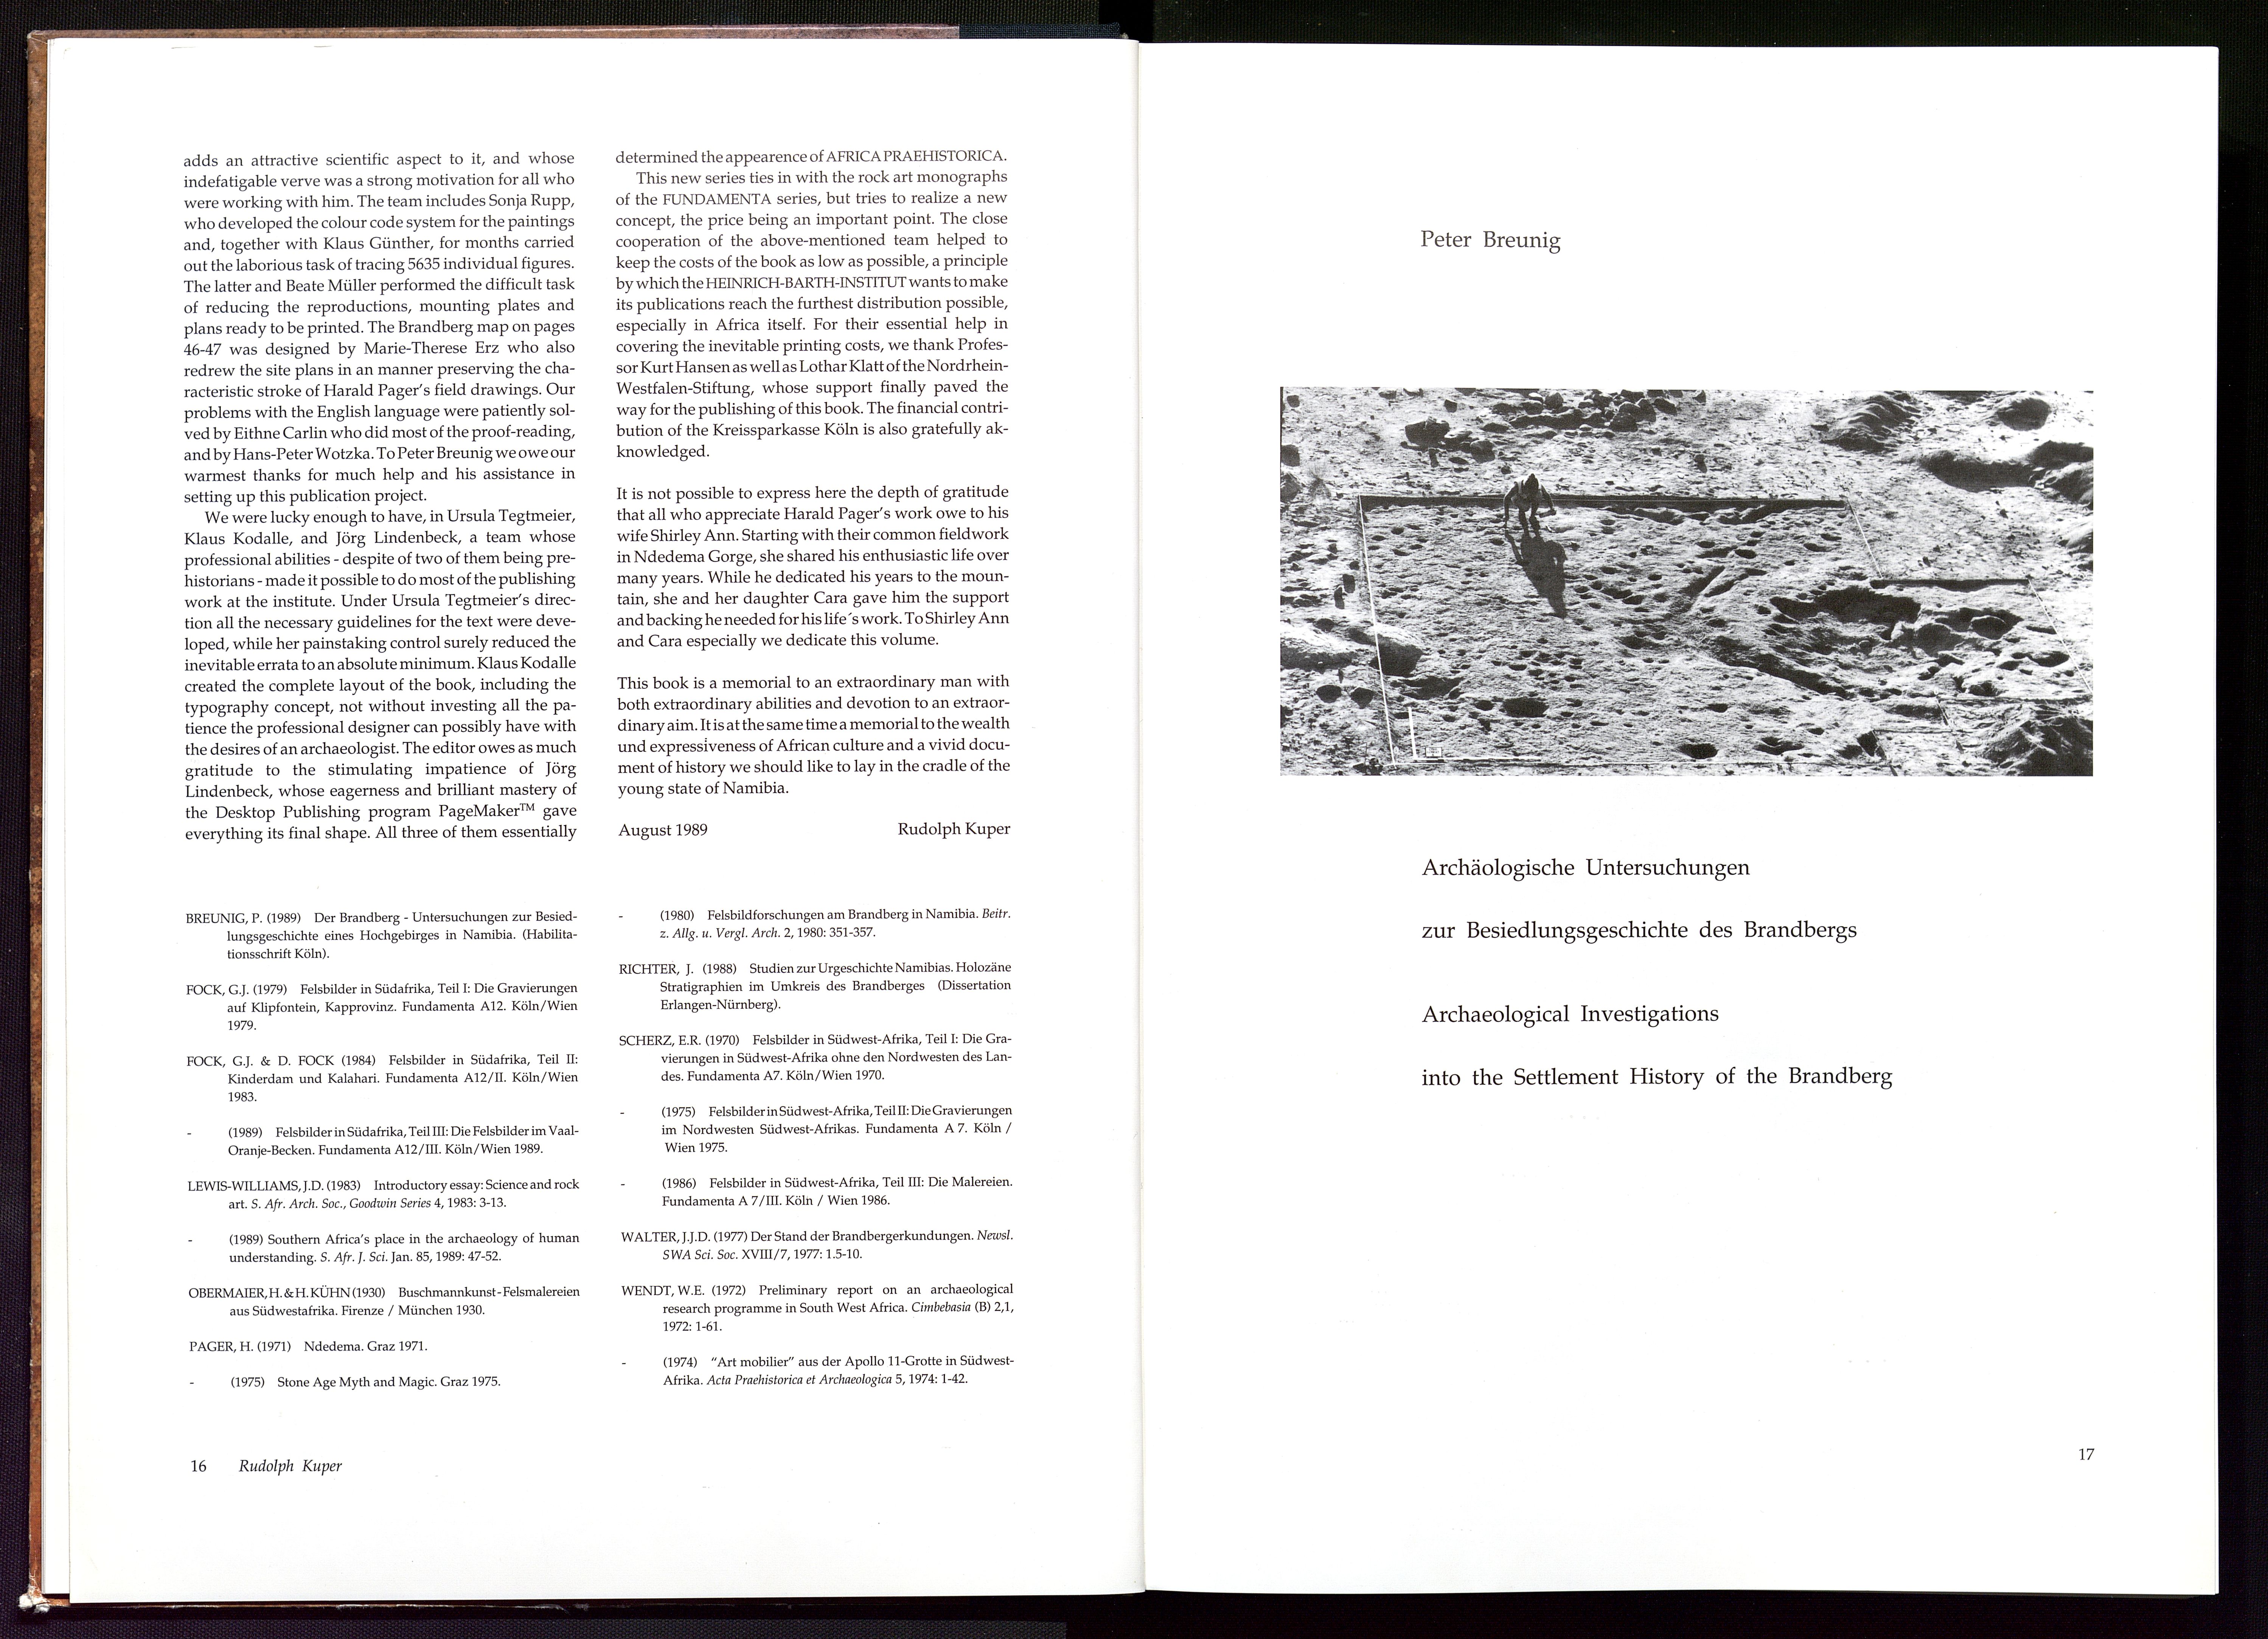 adds an attractive scientific aspect to it, and whose
indefatigable verve was a strong motivation for all who
were working with him. The team includes Sonja Rupp,
who developed the colour code system for the paintings
and, together with Klaus Günther, for months carried
out the laborious task of tracing 5635 individual figures.
The latter and Beate Müller performed the difficult task
of reducing the reproductions, mounting plates and
plans ready to be printed. The Brandberg map on pages
46-47 was designed by Marie-Therese Erz who also
redrew the site plans in an manner preserving the cha-
racteristic stroke of Harald Pager's field drawings. Our
problems with the English language were patiently sol-
ved by Eithne Carlin who did most of the proof-reading,
and by Hans-Peter Wotzka. To Peter Breunig we owe our
warmest thanks for much help and his assistance in
setting up this publication project.
We were lucky enough to have, in Ursula Tegtmeier,
Klaus Kodalle, and Jörg Lindenbeck, a team whose
professional abilities - despite of two of them being pre-
historians - made it possible to do most of the publishing
work at the institute. Under Ursula Tegtmeier's direc-
tion all the necessary guidelines for the text were deve-
loped, while her painstaking control surely reduced the
inevitable errata to an absolute minimum. Klaus Kodalle
created the complete layout of the book, including the
typography concept, not without investing all the pa-
tience the professional designer can possibly have with
the desires of an archaeologist. The editor owes as much
gratitude to the stimulating impatience of Jörg
Lindenbeck, whose eagerness and brilliant mastery of
the Desktop Publishing program PageMaker™ gave
everything its final shape. All three of them essentially
determined the appearence of AFRICA PRAEHISTORICA.
This new series ties in with the rock art monographs
of the FUNDAMENTA series, but tries to realize a new
concept, the price being an important point. The close
cooperation of the above-mentioned team helped to
keep the costs of the book as low as possible, a principle
by which the HEINRICH-BARTH-INSTITUT wants to make
its publications reach the furthest distribution possible,
especially in Africa itself. For their essential help in
covering the inevitable printing costs, we thank Profes-
sor Kurt Hansen as well as Lothar Klatt of the Nordrhein-
Westfalen-Stiftung, whose support finally paved the
way for the publishing of this book. The financial contri-
bution of the Kreissparkasse Köln is also gratefully ak-
knowledged.
It is not possible to express here the depth of gratitude
that all who appreciate Harald Pager's work owe to his
wife Shirley Ann. Starting with their common fieldwork
in Ndedema Gorge, she shared his enthusiastic life over
many years. While he dedicated his years to the moun-
tain, she and her daughter Cara gave him the support
and backing he needed for his life´s work. To Shirley Ann
and Cara especially we dedicate this volume.
This book is a memorial to an extraordinary man with
both extraordinary abilities and devotion to an extraor-
dinary aim. It is at the same time a memorial to the wealth
und expressiveness of African culture and a vivid docu-
ment of history we should like to lay in the cradle of the
young state of Namibia.
August 1989 Rudolph Kuper
BREUNIG, P. (1989) Der Brandberg - Untersuchungen zur Besied-
lungsgeschichte eines Hochgebirges in Namibia. (Habilita-
tionsschrift Köln).
FOCK, G.J. (1979) Felsbilder in Südafrika, Teil I: Die Gravierungen
auf Klipfontein, Kapprovinz. Fundamenta A12. Köln/Wien
1979.
FOCK, G.J. & D. FOCK (1984) Felsbilder in Südafrika, Teil II:
Kinderdam und Kalahari. Fundamenta A12/II. Köln/Wien
1983.
- (1989) Felsbilder in Südafrika, Teil III: Die Felsbilder im Vaal-
Oranje-Becken. Fundamenta A12/III. Köln/Wien 1989.
LEWIS-WILLIAMS, J.D. (1983) Introductory essay: Science and rock
art. S. Afr. Arch. Soc., Goodwin Series 4, 1983: 3-13.
- (1989) Southern Africa's place in the archaeology of human
understanding. S. Afr. J. Sci. Jan. 85, 1989: 47-52.
OBERMAIER, H. & H. KÜHN (1930) Buschmannkunst - Felsmalereien
aus Südwestafrika. Firenze / München 1930.
PAGER, H. (1971) Ndedema. Graz 1971.
- (1975) Stone Age Myth and Magic. Graz 1975.
- (1980) Felsbildforschungen am Brandberg in Namibia. Beitr.
z. Allg. u. Vergl. Arch. 2, 1980: 351-357.
RICHTER, J. (1988) Studien zur Urgeschichte Namibias. Holozäne
Stratigraphien im Umkreis des Brandberges (Dissertation
Erlangen-Nürnberg).
SCHERZ, E.R. (1970) Felsbilder in Südwest-Afrika, Teil I: Die Gra-
vierungen in Südwest-Afrika ohne den Nordwesten des Lan-
des. Fundamenta A7. Köln/Wien 1970.
- (1975) Felsbilder in Südwest-Afrika, Teil II: Die Gravierungen
im Nordwesten Südwest-Afrikas. Fundamenta A 7. Köln /
Wien 1975.
- (1986) Felsbilder in Südwest-Afrika, Teil III: Die Malereien.
Fundamenta A 7/III. Köln / Wien 1986.
WALTER, J.J.D. (1977) Der Stand der Brandbergerkundungen. Newsl.
SWA Sci. Soc. XVIII/7, 1977: 1.5-10.
WENDT, W.E. (1972) Preliminary report on an archaeological
research programme in South West Africa. Cimbebasia (B) 2,1,
1972: 1-61.
- (1974) "Art mobilier" aus der Apollo 11-Grotte in Südwest-
Afrika. Acta Praehistorica et Archaeologica 5, 1974: 1-42.
16 Rudolph Kuper
Peter Breunig
Archäologische Untersuchungen
zur Besiedlungsgeschichte des Brandbergs
Archaeological Investigations
into the Settlement History of the Brandberg
17